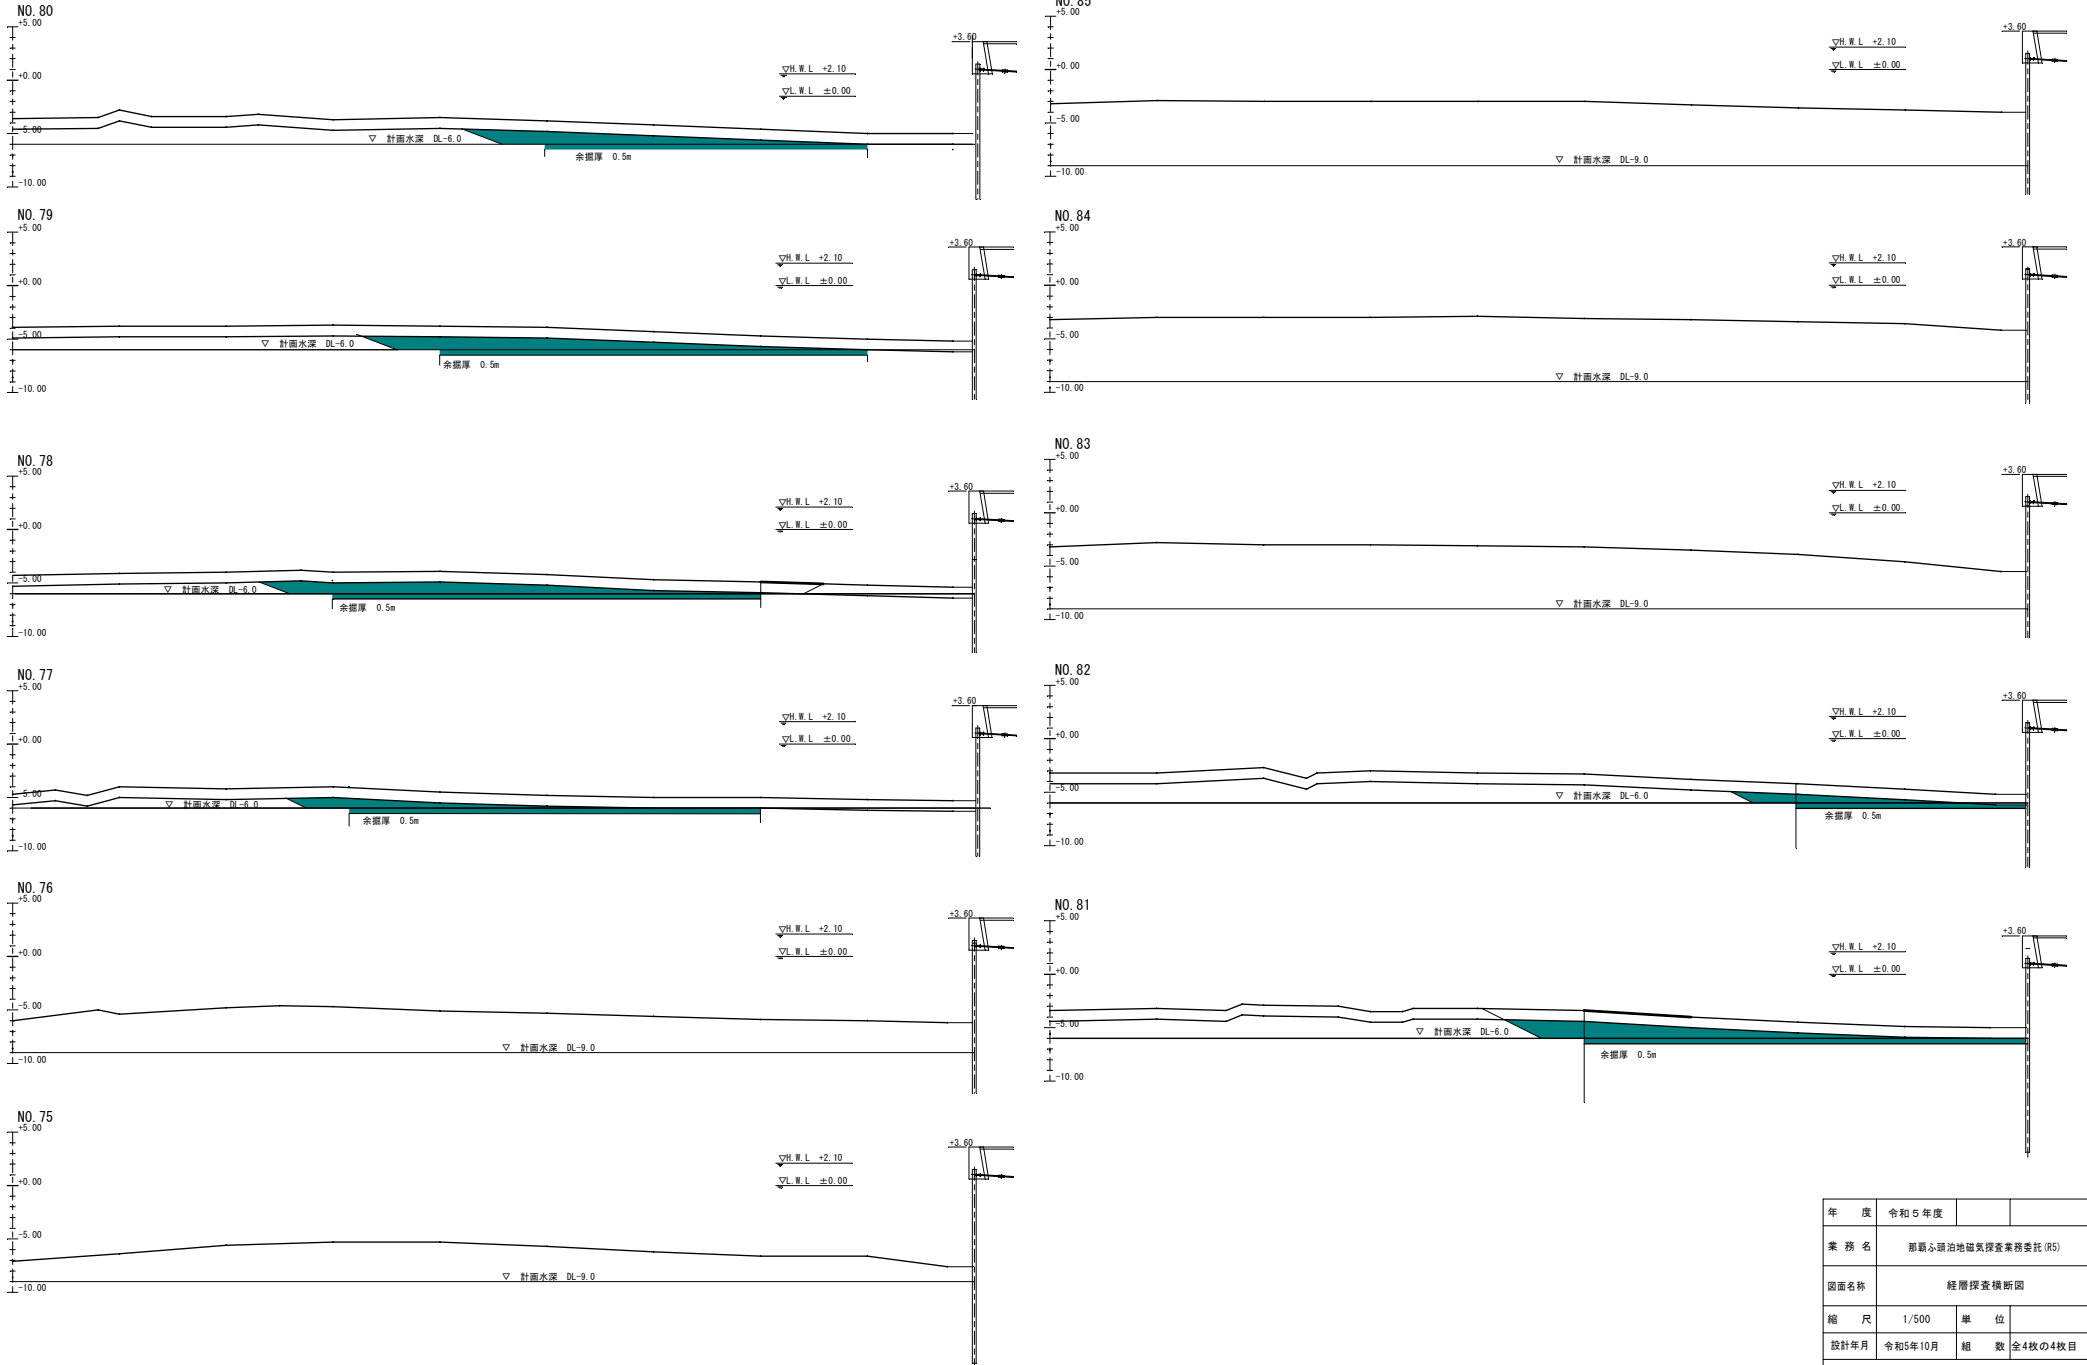 NO.80
+5.00
+3.60
▽H.W.L +2.10
+0.00
▽L.W.L ±0.00
-5.00
▽ 計画水深 DL-6.0
余掘厚 0.5m
-10.00
NO.79
+5.00
+3.60
▽H.W.L +2.10
+0.00
▽L.W.L ±0.00
-5.00
▽ 計画水深 DL-6.0
余掘厚 0.5m
-10.00
NO.78
+5.00
+3.60
▽H.W.L +2.10
+0.00
▽L.W.L ±0.00
-5.00
▽ 計画水深 DL-6.0
余掘厚 0.5m
-10.00
NO.77
+5.00
+3.60
▽H.W.L +2.10
+0.00
▽L.W.L ±0.00
-5.00
▽ 計画水深 DL-6.0
余掘厚 0.5m
-10.00
NO.76
+5.00
+3.60
▽H.W.L +2.10
+0.00
▽L.W.L ±0.00
-5.00
▽ 計画水深 DL-9.0
-10.00
NO.75
+5.00
+3.60
▽H.W.L +2.10
+0.00
▽L.W.L ±0.00
-5.00
▽ 計画水深 DL-9.0
-10.00
NO.85
+5.00
+3.60
▽H.W.L +2.10
+0.00
▽L.W.L ±0.00
-5.00
▽ 計画水深 DL-9.0
-10.00
NO.84
+5.00
+3.60
▽H.W.L +2.10
+0.00
▽L.W.L ±0.00
-5.00
▽ 計画水深 DL-9.0
-10.00
NO.83
+5.00
+3.60
▽H.W.L +2.10
+0.00
▽L.W.L ±0.00
-5.00
▽ 計画水深 DL-9.0
-10.00
NO.82
+5.00
+3.60
▽H.W.L +2.10
+0.00
▽L.W.L ±0.00
-5.00
▽ 計画水深 DL-6.0
余掘厚 0.5m
-10.00
NO.81
+5.00
+3.60
▽H.W.L +2.10
+0.00
▽L.W.L ±0.00
-5.00
▽ 計画水深 DL-6.0
余掘厚 0.5m
-10.00
年 度 令和５年度
業 務 名 那覇ふ頭泊地磁気探査業務委託(R5)
図面名称 経層探査横断図
縮 尺 1/500 単 位
設計年月 令和5年10月 組 数 全4枚の4枚目